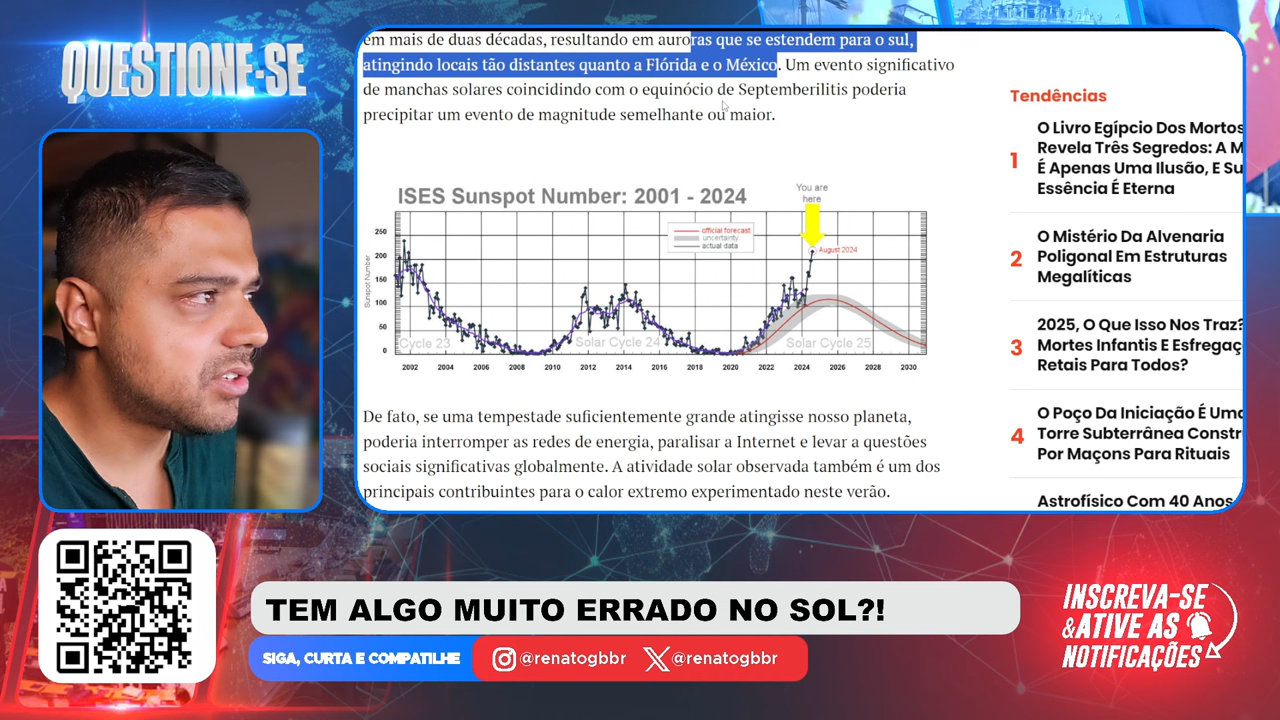 QUESTIONE-SE
em mais de duas décadas, resultando em auroras que se estendem para o sul,
atingindo locais tão distantes quanto a Flórida e o México. Um evento significativo
de manchas solares coincidindo com o equinócio de Septemberilitis poderia
precipitar um evento de magnitude semelhante ou maior.
ISES Sunspot Number: 2001 - 2024
You are
here
official forecast
uncertainty
actual data
August 2024
Sunspot Number
250
200
150
100
50
0
Cycle 23
Solar Cycle 24
Solar Cycle 25
2002 2004 2006 2008 2010 2012 2014 2016 2018 2020 2022 2024 2026 2028 2030
De fato, se uma tempestade suficientemente grande atingisse nosso planeta,
poderia interromper as redes de energia, paralisar a Internet e levar a questões
sociais significativas globalmente. A atividade solar observada também é um dos
principais contribuintes para o calor extremo experimentado neste verão.
Tendências
1
O Livro Egípcio Dos Mortos
Revela Três Segredos: A M
É Apenas Uma Ilusão, E Su
Essência É Eterna
2
O Mistério Da Alvenaria
Poligonal Em Estruturas
Megalíticas
3
2025, O Que Isso Nos Traz?
Mortes Infantis E Esfregaç
Retais Para Todos?
4
O Poço Da Iniciação É Uma
Torre Subterrânea Constr
Por Maçons Para Rituais
Astrofísico Com 40 Anos
TEM ALGO MUITO ERRADO NO SOL?!
SIGA, CURTA E COMPATILHE
@renatogbbr
@renatogbbr
INSCREVA-SE
&ATIVE AS
NOTIFICAÇÕES